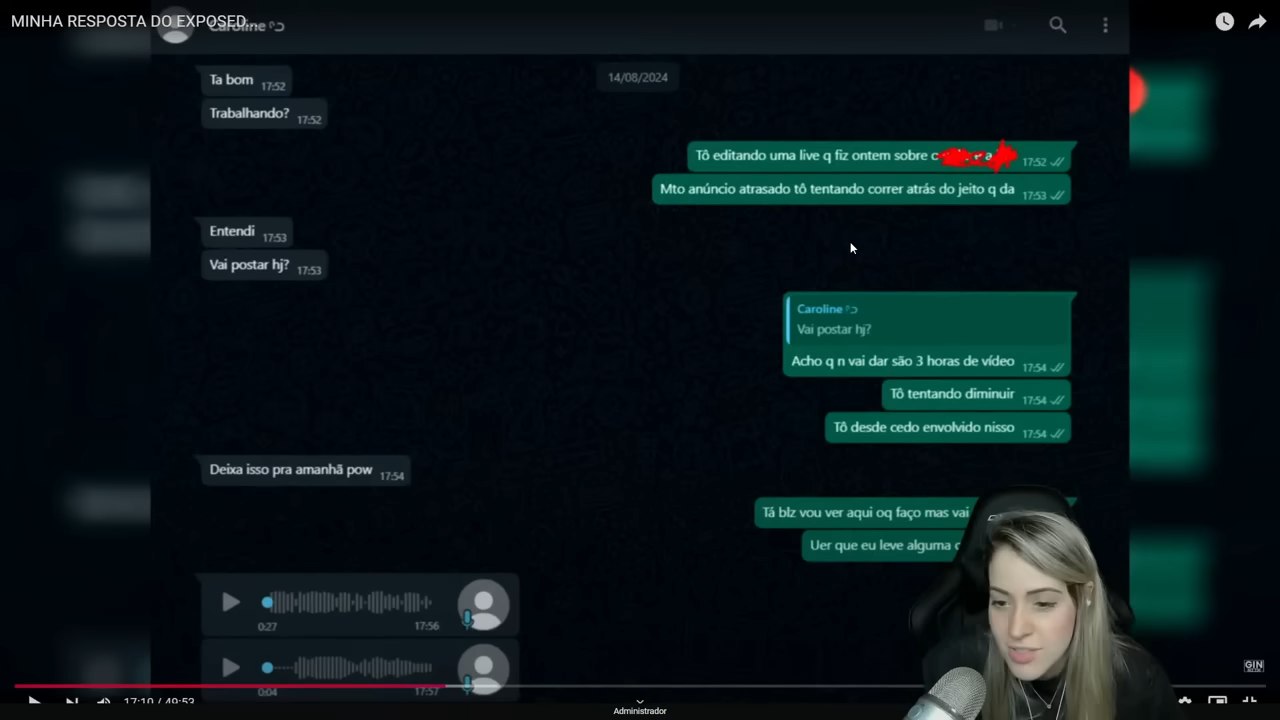 MINHA RESPOSTA DO EXPOSED...
Caroline
14/08/2024
Ta bom 17:52
Trabalhando? 17:52
Tô editando uma live q fiz ontem sobre 17:52
Mto anúncio atrasado tô tentando correr atrás do jeito q da 17:53
Entendi 17:53
Vai postar hj? 17:53
Caroline
Vai postar hj?
Acho q n vai dar são 3 horas de vídeo 17:54
Tô tentando diminuir 17:54
Tô desde cedo envolvido nisso 17:54
Deixa isso pra amanhã pow 17:54
Tá blz vou ver aqui oq faço mas vai
Uer que eu leve alguma
0:27 17:56
0:04 17:57
GIN
17:10 / 49:53
Administrador